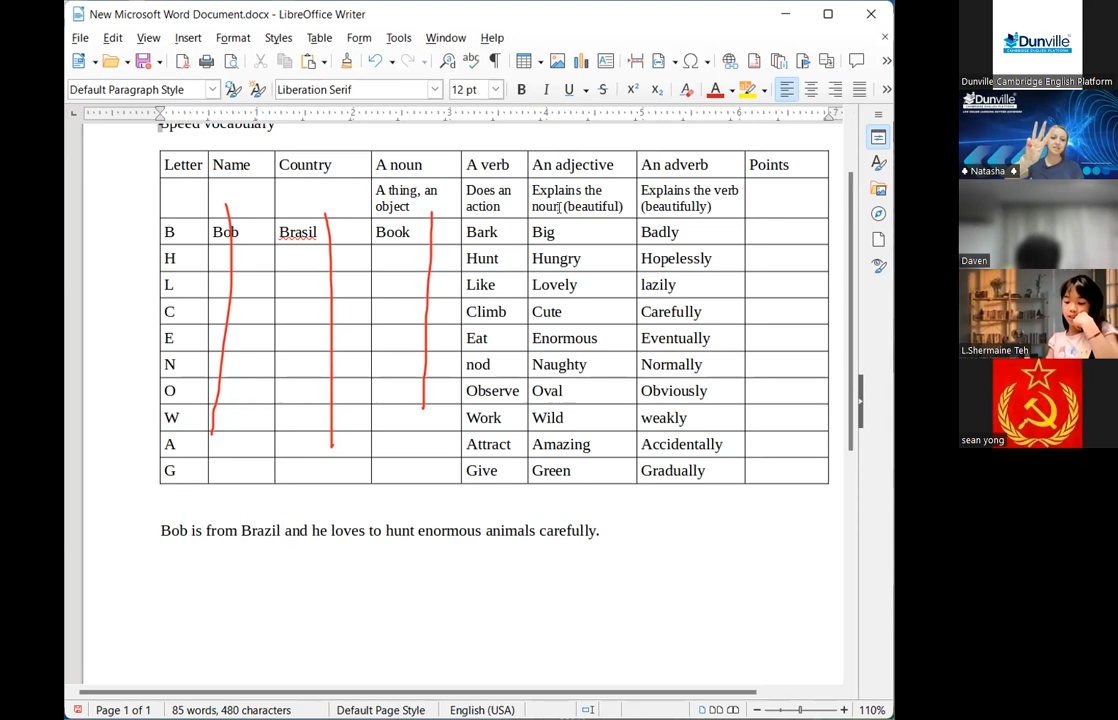 New Microsoft Word Document.docx - LibreOffice Writer
File Edit View Insert Format Styles Table Form Tools Window Help
Default Paragraph Style Liberation Serif 12 pt
Speed vocabulary
Letter Name Country A noun A verb An adjective An adverb Points
A thing, an object Does an action Explains the noun(beautiful) Explains the verb (beautifully)
B Bob Brasil Book Bark Big Badly
H Hunt Hungry Hopelessly
L Like Lovely lazily
C Climb Cute Carefully
E Eat Enormous Eventually
N nod Naughty Normally
O Observe Oval Obviously
W Work Wild weakly
A Attract Amazing Accidentally
G Give Green Gradually
Bob is from Brazil and he loves to hunt enormous animals carefully.
Page 1 of 1 85 words, 480 characters Default Page Style English (USA) 110%
Dunville
CAMBRIDGE ENGLISH PLATFORM
Dunville Cambridge English Platform
Dunville
Natasha
Daven
L.Shermaine Teh
sean yong